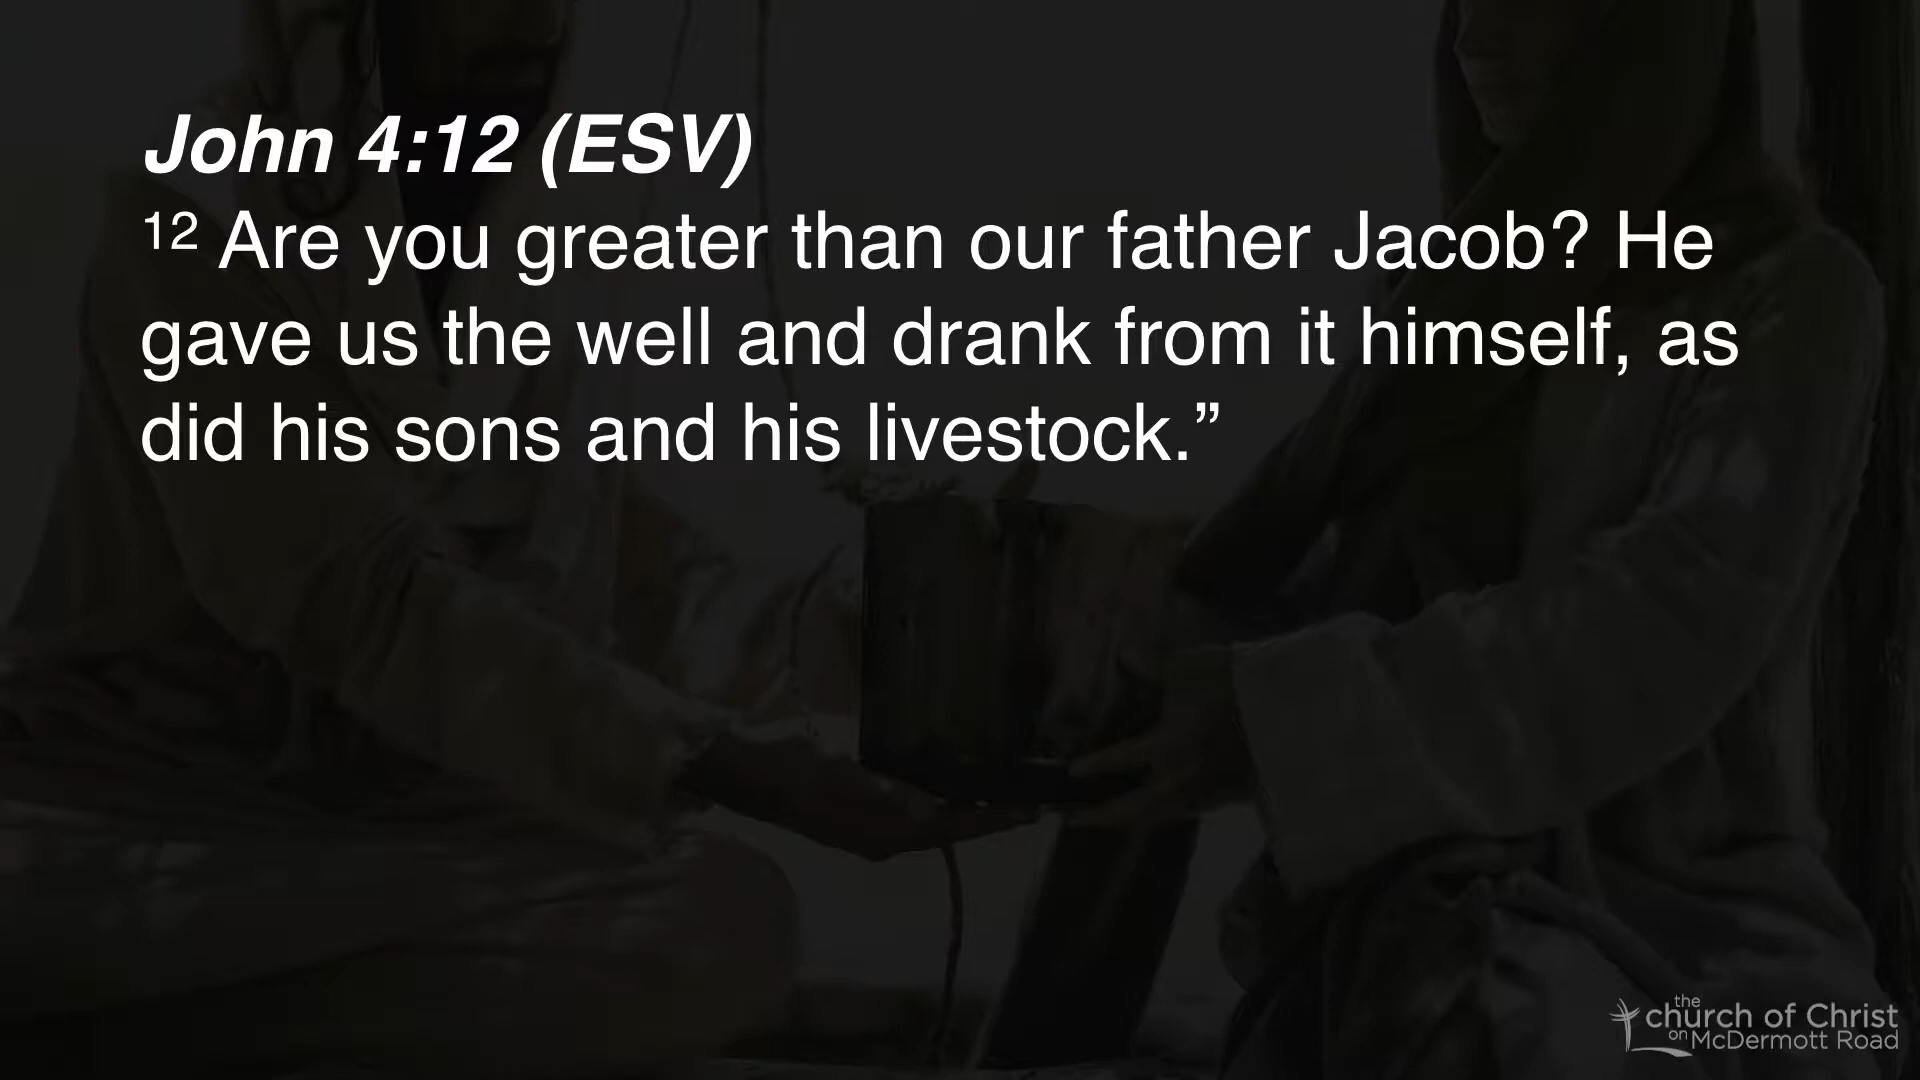 John 4:12 (ESV)
12 Are you greater than our father Jacob? He
gave us the well and drank from it himself, as
did his sons and his livestock.”
the
church of Christ
on McDermott Road